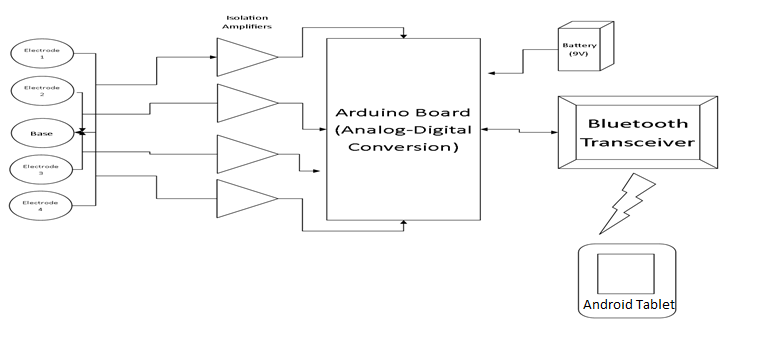 Isolation
Amplifiers
Electrode
1
Electrode
2
Base
Electrode
3
Electrode
4
Arduino Board
(Analog-Digital
Conversion)
Battery
(9V)
Bluetooth
Transceiver
Android Tablet